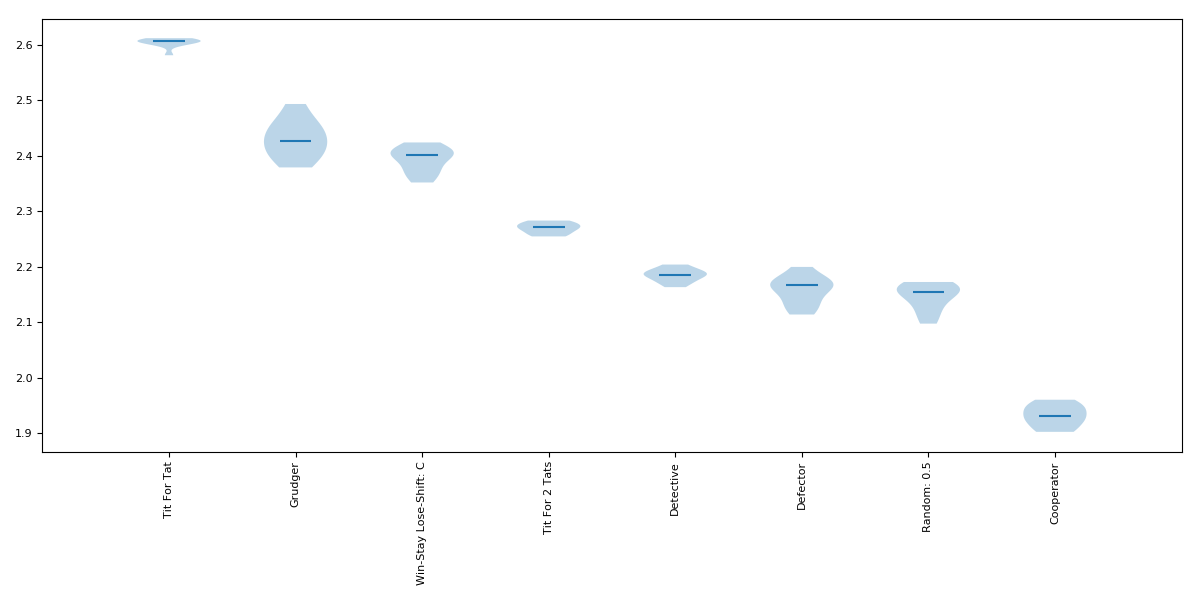 2.6
2.5
2.4
2.3
2.2
2.1
2.0
1.9
Tit For Tat
Grudger
Win-Stay Lose-Shift: C
Tit For 2 Tats
Detective
Defector
Random: 0.5
Cooperator